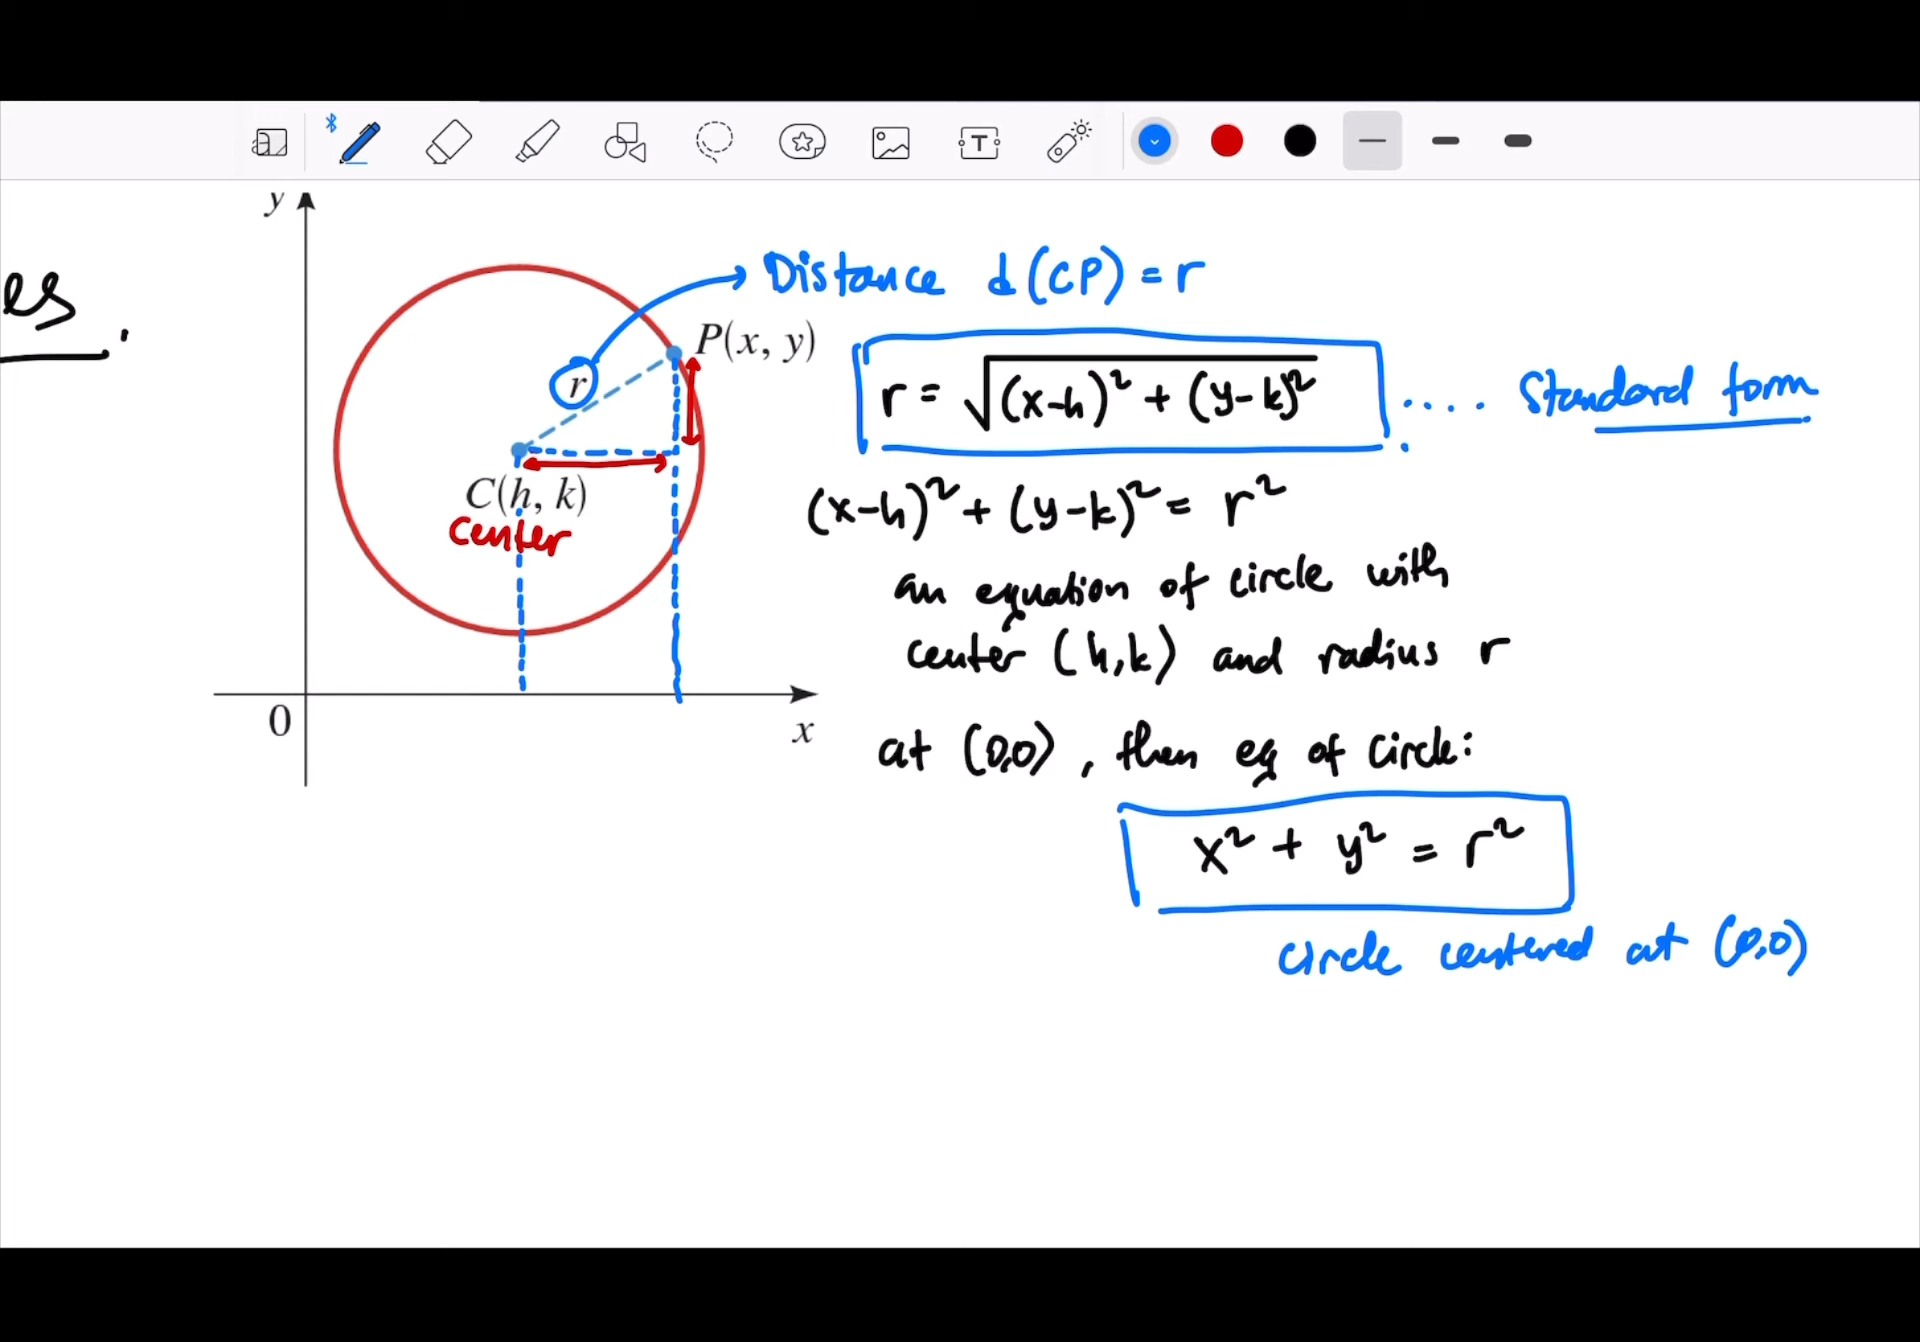 y
es.
Distance d(CP) = r
P(x, y)
r
r = √(x-h)² + (y-k)² ..... Standard form
C(h, k)
center
(x-h)² + (y-k)² = r²
an equation of circle with
center (h,k) and radius r
0
x
at (0,0), then eq of circle:
x² + y² = r²
circle centered at (0,0)